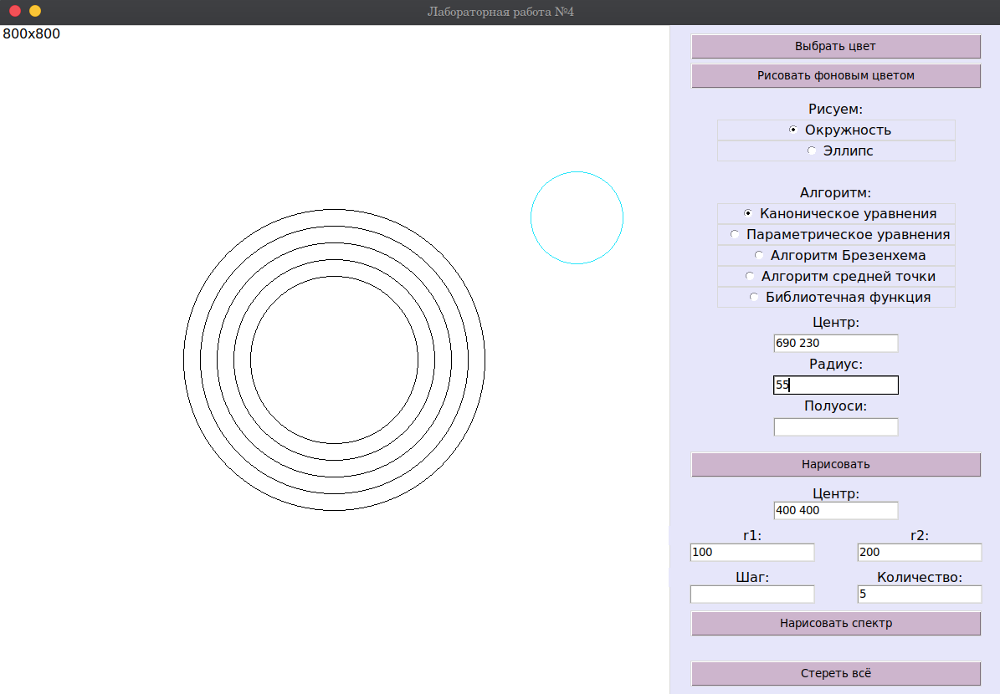 Лабораторная работа №4
800x800
Выбрать цвет
Рисовать фоновым цветом
Рисуем:
Окружность
Эллипс
Алгоритм:
Каноническое уравнения
Параметрическое уравнения
Алгоритм Брезенхема
Алгоритм средней точки
Библиотечная функция
Центр:
690 230
Радиус:
55
Полуоси:
Нарисовать
Центр:
400 400
r1: r2:
100 200
Шаг: Количество:
5
Нарисовать спектр
Стереть всё